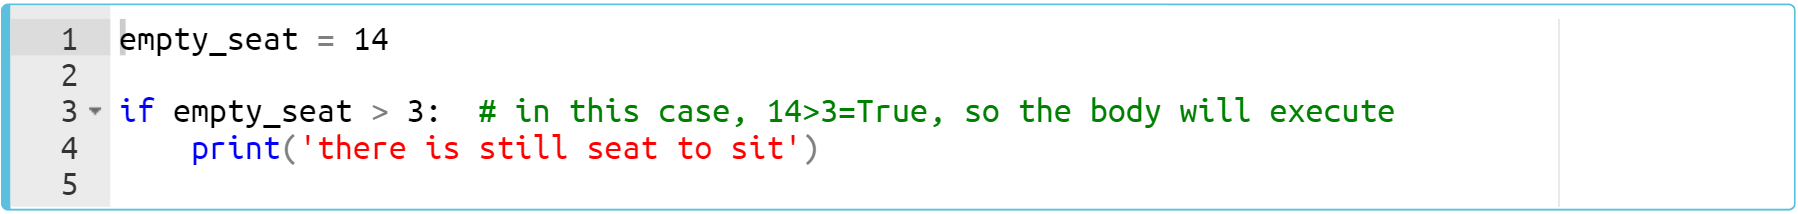 1 empty_seat = 14
2
3 if empty_seat > 3:  # in this case, 14>3=True, so the body will execute
4     print('there is still seat to sit')
5